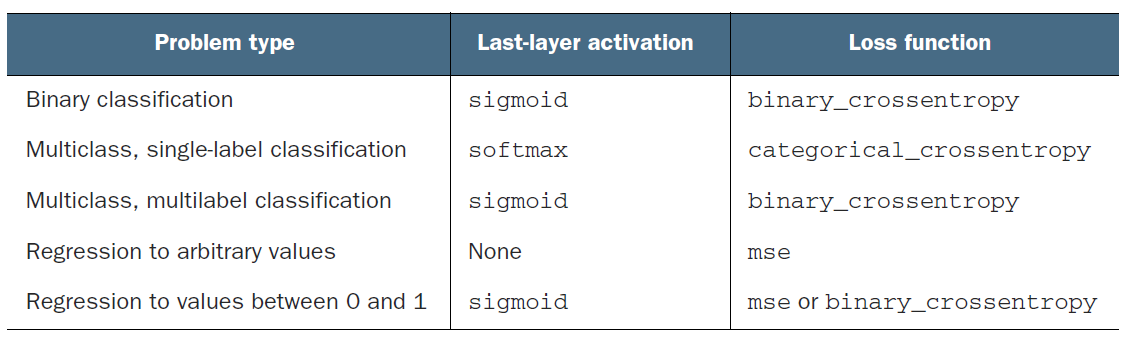 Problem type Last-layer activation Loss function
Binary classification sigmoid binary_crossentropy
Multiclass, single-label classification softmax categorical_crossentropy
Multiclass, multilabel classification sigmoid binary_crossentropy
Regression to arbitrary values None mse
Regression to values between 0 and 1 sigmoid mse or binary_crossentropy